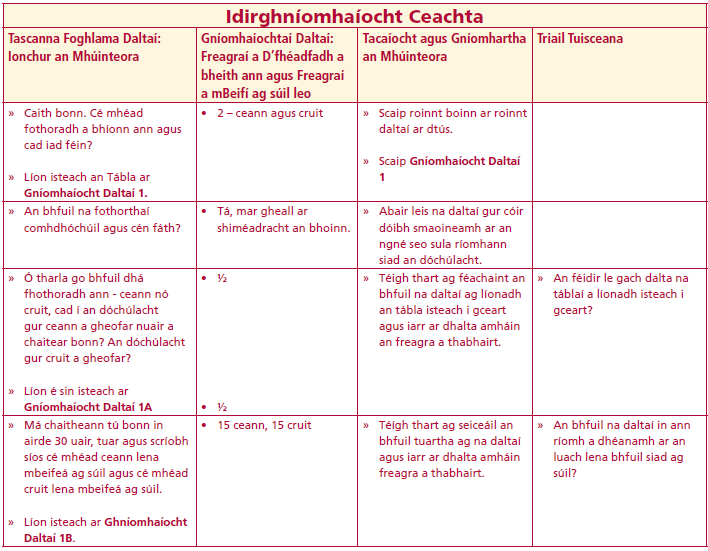 Idirghníomhaíocht Ceachta
Tascanna Foghlama Daltaí:
Ionchur an Mhúinteora
Gníomhaíochtaí Daltaí:
Freagraí a D’fhéadfadh a
bheith ann agus Freagraí
a mBeifí ag súil leo
Tacaíocht agus Gníomhartha
an Mhúinteora
Triail Tuisceana
» Caith bonn. Cé mhéad
fothoradh a bhíonn ann agus
cad iad féin?
» Líon isteach an Tábla ar
Gníomhaíocht Daltaí 1.
• 2 – ceann agus cruit
» Scaip roinnt boinn ar roinnt
daltaí ar dtús.
» Scaip Gníomhaíocht Daltaí
1
» An bhfuil na fothorthaí
comhdhóchúil agus cén fáth?
• Tá, mar gheall ar
shiméadracht an bhoinn.
» Abair leis na daltaí gur cóir
dóibh smaoineamh ar an
ngné seo sula ríomhann
siad an dóchúlacht.
» Ó tharla go bhfuil dhá
fhothoradh ann - ceann nó
cruit, cad í an dóchúlacht
gur ceann a gheofar nuair a
chaitear bonn? An dóchúlacht
gur cruit a gheofar?
» Líon é sin isteach ar
Gníomhaíocht Daltaí 1A
• ½
• ½
» Téigh thart ag féachaint an
bhfuil na daltaí ag líonadh
an tábla isteach i gceart
agus iarr ar dhalta amháin
an freagra a thabhairt.
» An féidir le gach dalta na
táblaí a líonadh isteach i
gceart?
» Má chaitheann tú bonn in
airde 30 uair, tuar agus scríobh
síos cé mhéad ceann lena
mbeifeá ag súil agus cé mhéad
cruit lena mbeifeá ag súil.
» Líon isteach ar Ghníomhaíocht
Daltaí 1B.
• 15 ceann, 15 cruit
» Téígh thart ag seiceáil an
bhfuil tuartha ag na daltaí
agus iarr ar dhalta amháin
freagra a thabhairt.
» An bhfuil na daltaí in ann
ríomh a dhéanamh ar an
luach lena bhfuil siad ag
súil?